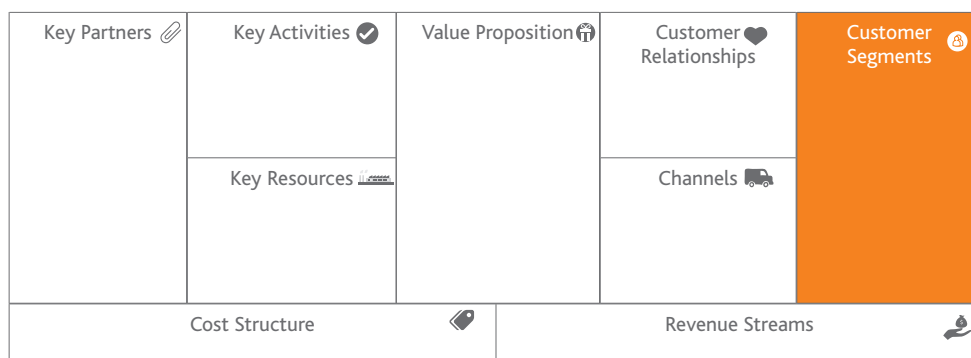 Key Partners
Key Activities
Value Proposition
Customer
Relationships
Customer
Segments
Key Resources
Channels
Cost Structure
Revenue Streams